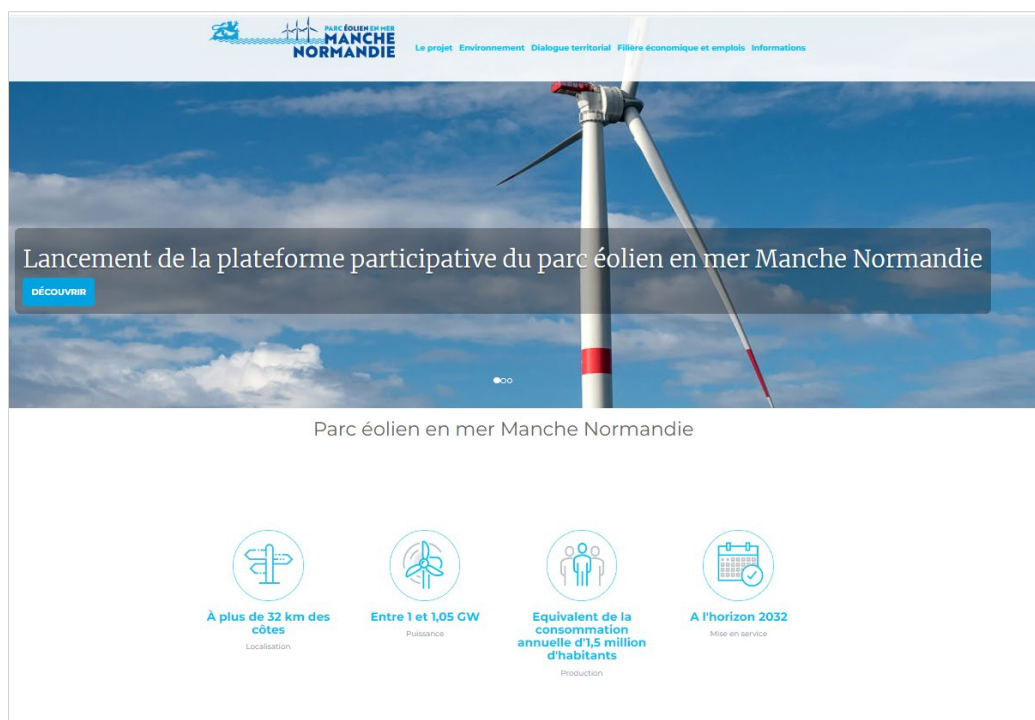 PARC ÉOLIEN EN MER
MANCHE
NORMANDIE
Le projet Environnement Dialogue territorial Filière économique et emplois Informations
Lancement de la plateforme participative du parc éolien en mer Manche Normandie
DÉCOUVRIR
Parc éolien en mer Manche Normandie
À plus de 32 km des
côtes
Localisation
Entre 1 et 1,05 GW
Puissance
Equivalent de la
consommation
annuelle d'1,5 million
d'habitants
Production
A l'horizon 2032
Mise en service